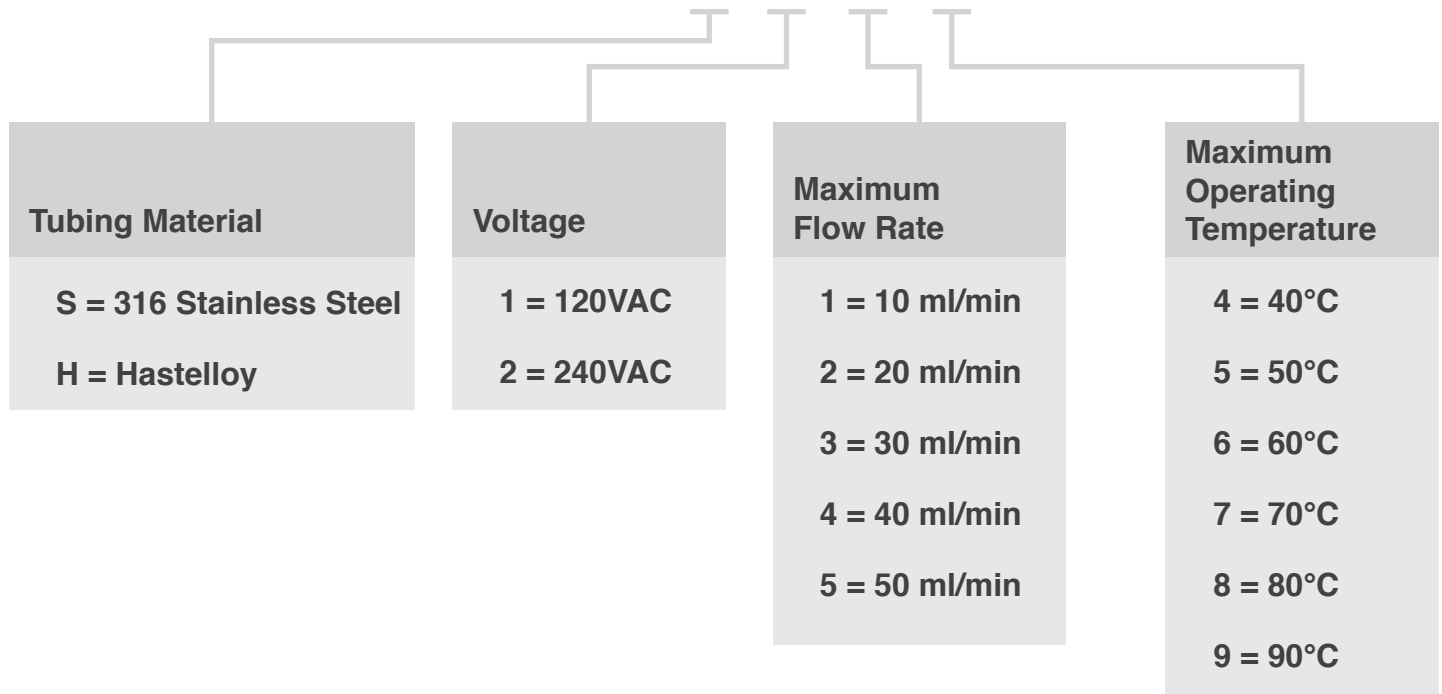 Tubing Material
S = 316 Stainless Steel
H = Hastelloy
Voltage
1 = 120VAC
2 = 240VAC
Maximum
Flow Rate
1 = 10 ml/min
2 = 20 ml/min
3 = 30 ml/min
4 = 40 ml/min
5 = 50 ml/min
Maximum
Operating
Temperature
4 = 40°C
5 = 50°C
6 = 60°C
7 = 70°C
8 = 80°C
9 = 90°C